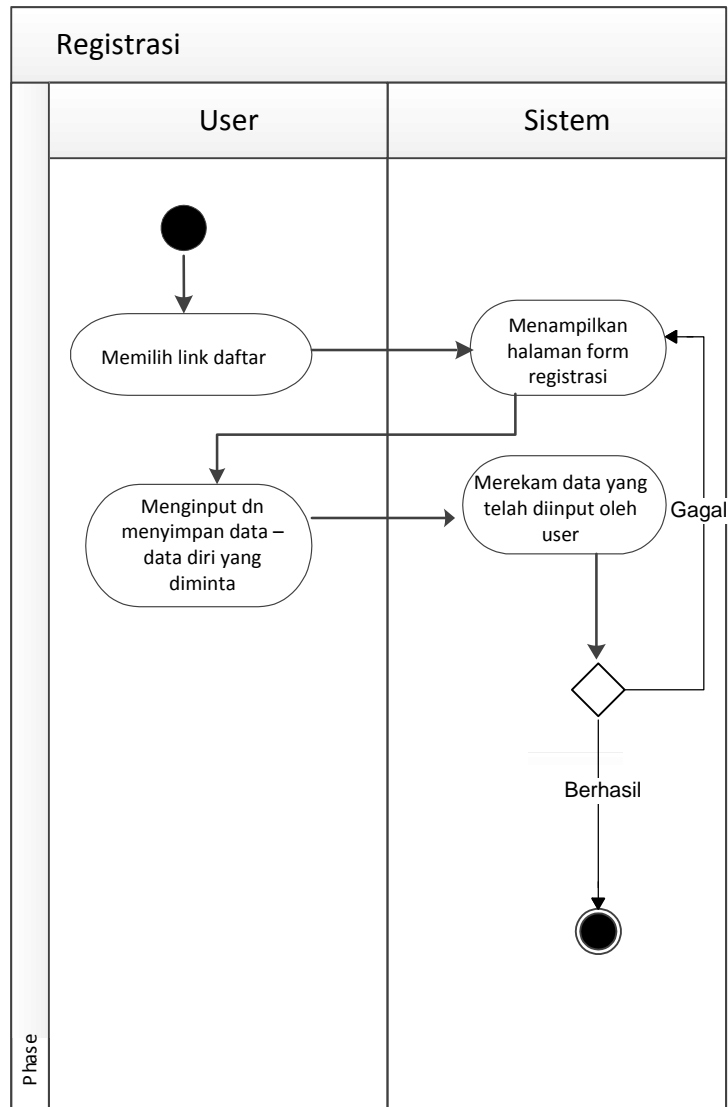 Registrasi
User
Sistem
Memilih link daftar
Menampilkan
halaman form
registrasi
Menginput dn
menyimpan data –
data diri yang
diminta
Merekam data yang
telah diinput oleh
user
Gagal
Berhasil
Phase